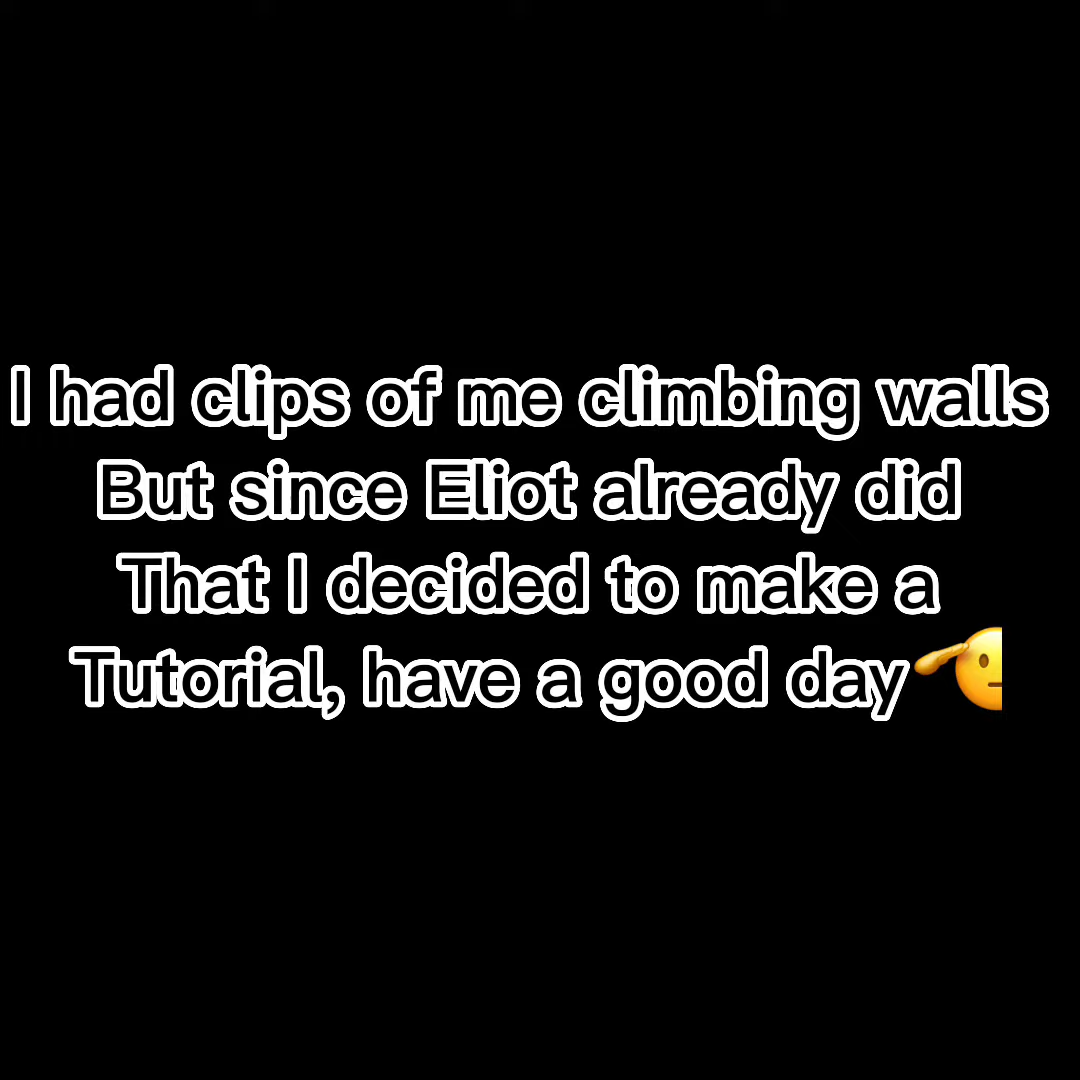 I had clips of me climbing walls
But since Eliot already did
That I decided to make a
Tutorial, have a good day🫡